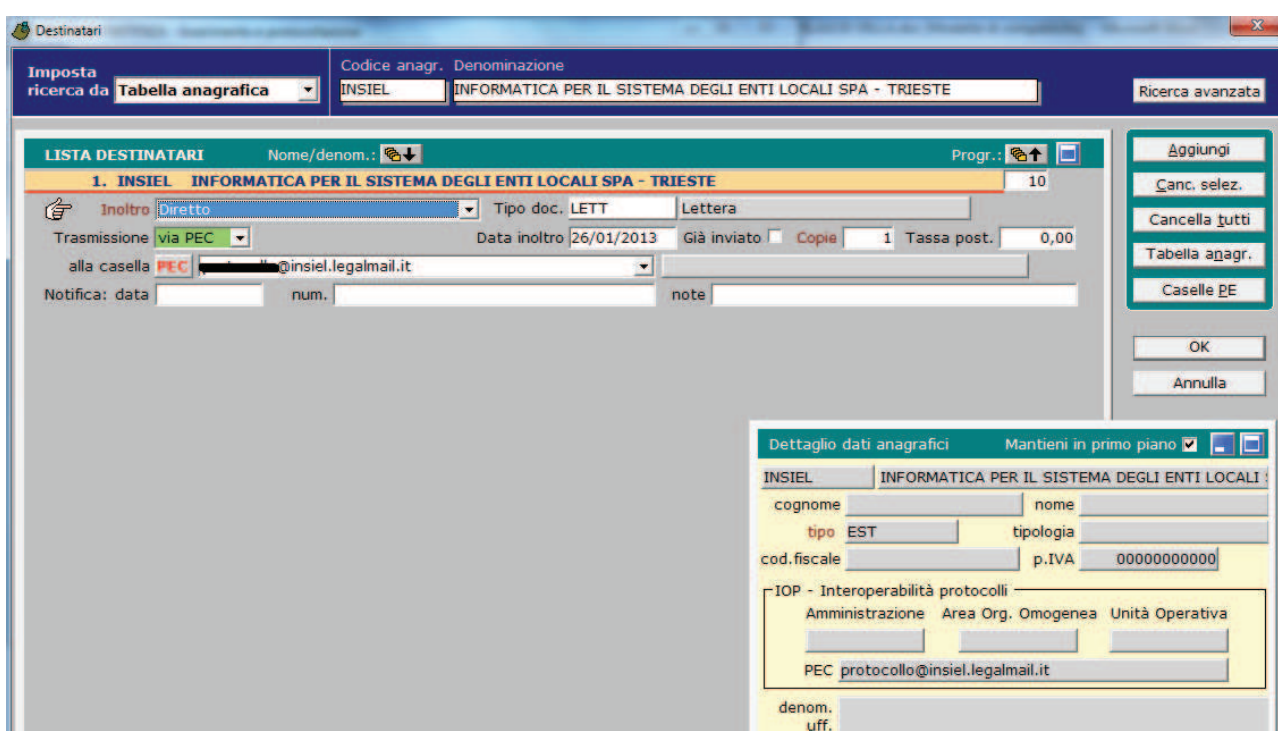 Destinatari
Imposta
ricerca da Tabella anagrafica
Codice anagr. Denominazione
INSIEL INFORMATICA PER IL SISTEMA DEGLI ENTI LOCALI SPA - TRIESTE
Ricerca avanzata
LISTA DESTINATARI Nome/denom.: Progr.:
1. INSIEL INFORMATICA PER IL SISTEMA DEGLI ENTI LOCALI SPA - TRIESTE 10
Inoltro Diretto Tipo doc. LETT Lettera
Trasmissione via PEC Data inoltro 26/01/2013 Già inviato Copie 1 Tassa post. 0,00
alla casella PEC @insiel.legalmail.it
Notifica: data num. note
Aggiungi
Canc. selez.
Cancella tutti
Tabella anagr.
Caselle PE
OK
Annulla
Dettaglio dati anagrafici Mantieni in primo piano
INSIEL INFORMATICA PER IL SISTEMA DEGLI ENTI LOCALI
cognome nome
tipo EST tipologia
cod.fiscale p.IVA 00000000000
IOP - Interoperabilità protocolli
Amministrazione Area Org. Omogenea Unità Operativa
PEC protocollo@insiel.legalmail.it
denom.
uff.